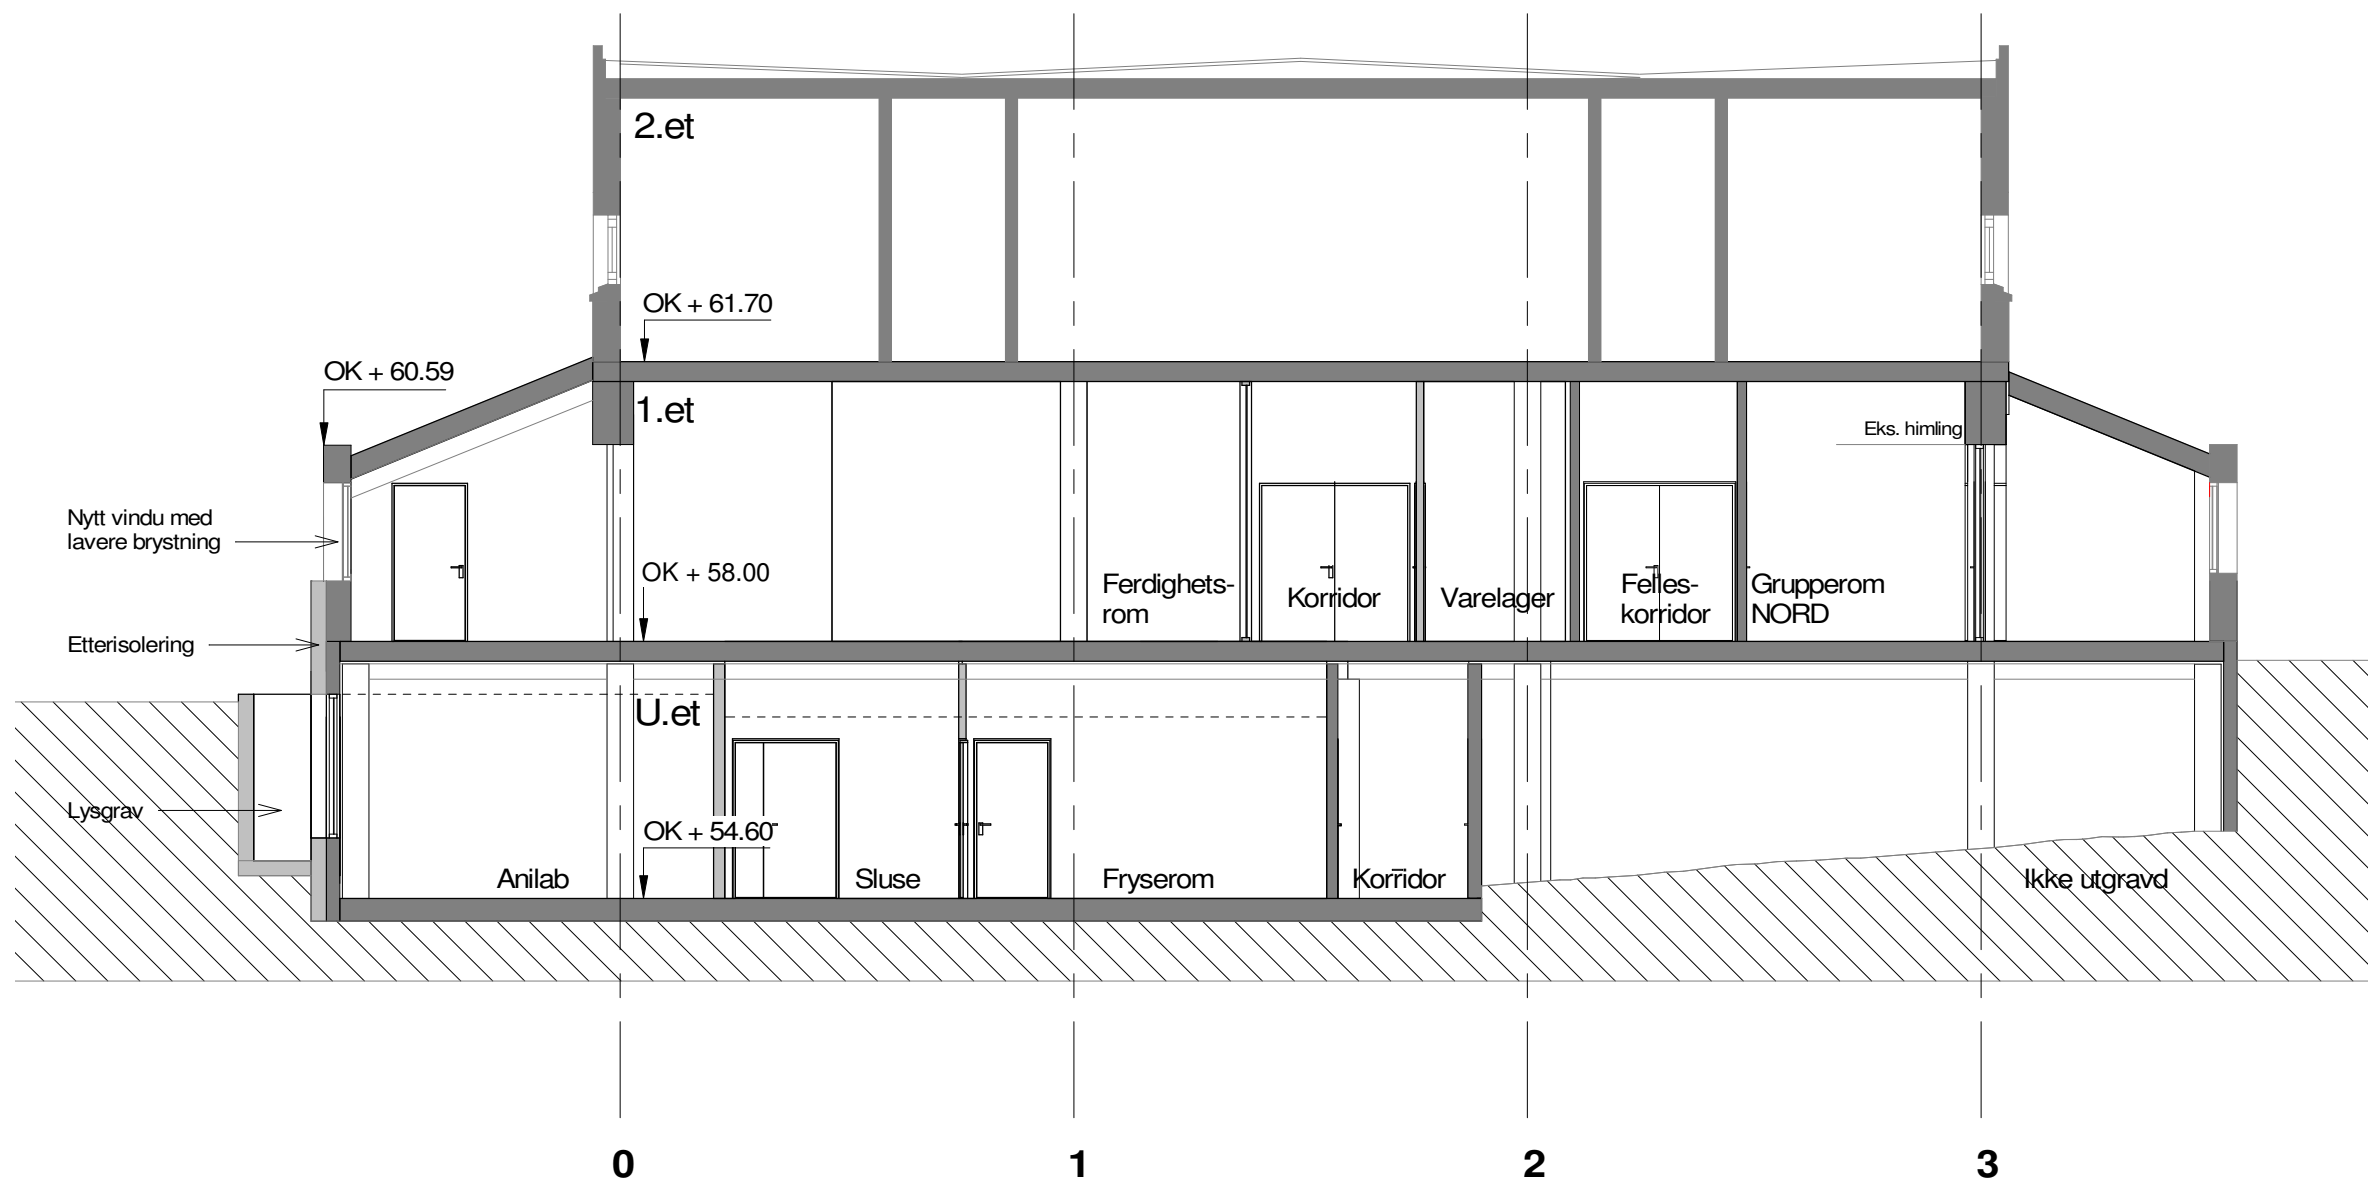 2.et
OK + 61.70
OK + 60.59
1.et
Eks. himling
Nytt vindu med
lavere brystning
OK + 58.00
Ferdighets-
rom
Korridor
Varelager
Felles-
korridor
Grupperom
NORD
Etterisolering
U.et
Lysgrav
OK + 54.60
Anilab
Sluse
Fryserom
Korridor
Ikke utgravd
0
1
2
3